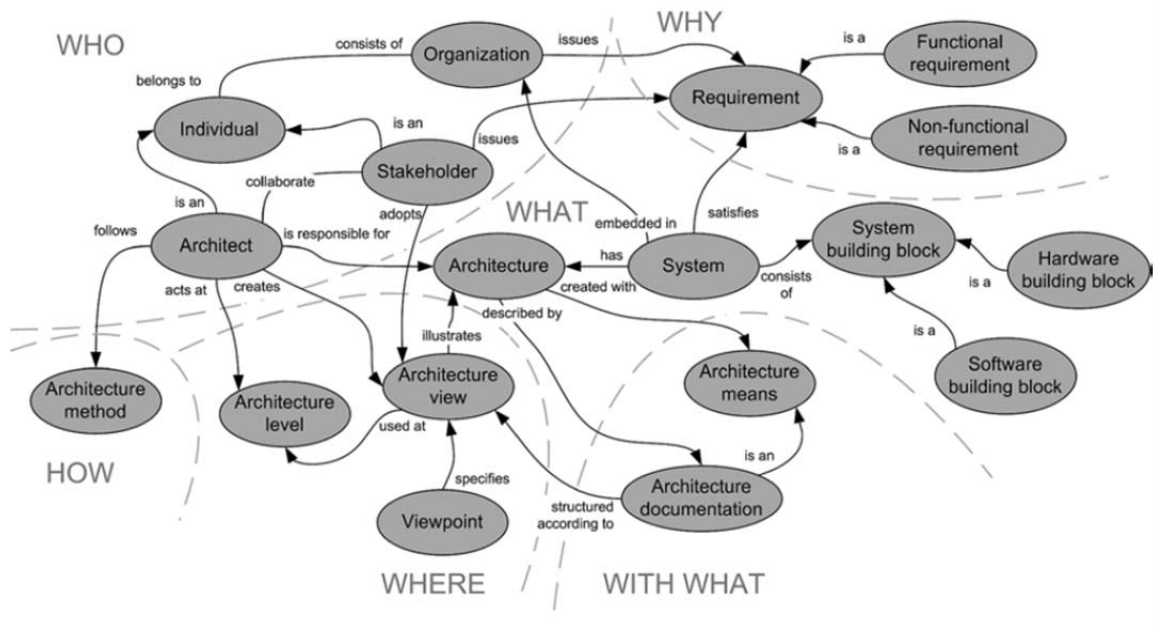 WHY
WHO
consists of
Organization
issues
is a
Functional
requirement
belongs to
Requirement
Individual
is an
issues
Non-functional
requirement
is a
Stakeholder
collaborate
is an
adopts
WHAT
embedded in
satisfies
follows
Architect
is responsible for
Architecture
has
created with
System
consists
of
System
building block
Hardware
building block
is a
acts at
creates
described by
illustrates
is a
Software
building block
Architecture
method
Architecture
level
Architecture
view
used at
Architecture
means
HOW
specifies
Viewpoint
structured
according to
is an
Architecture
documentation
WHERE
WITH WHAT